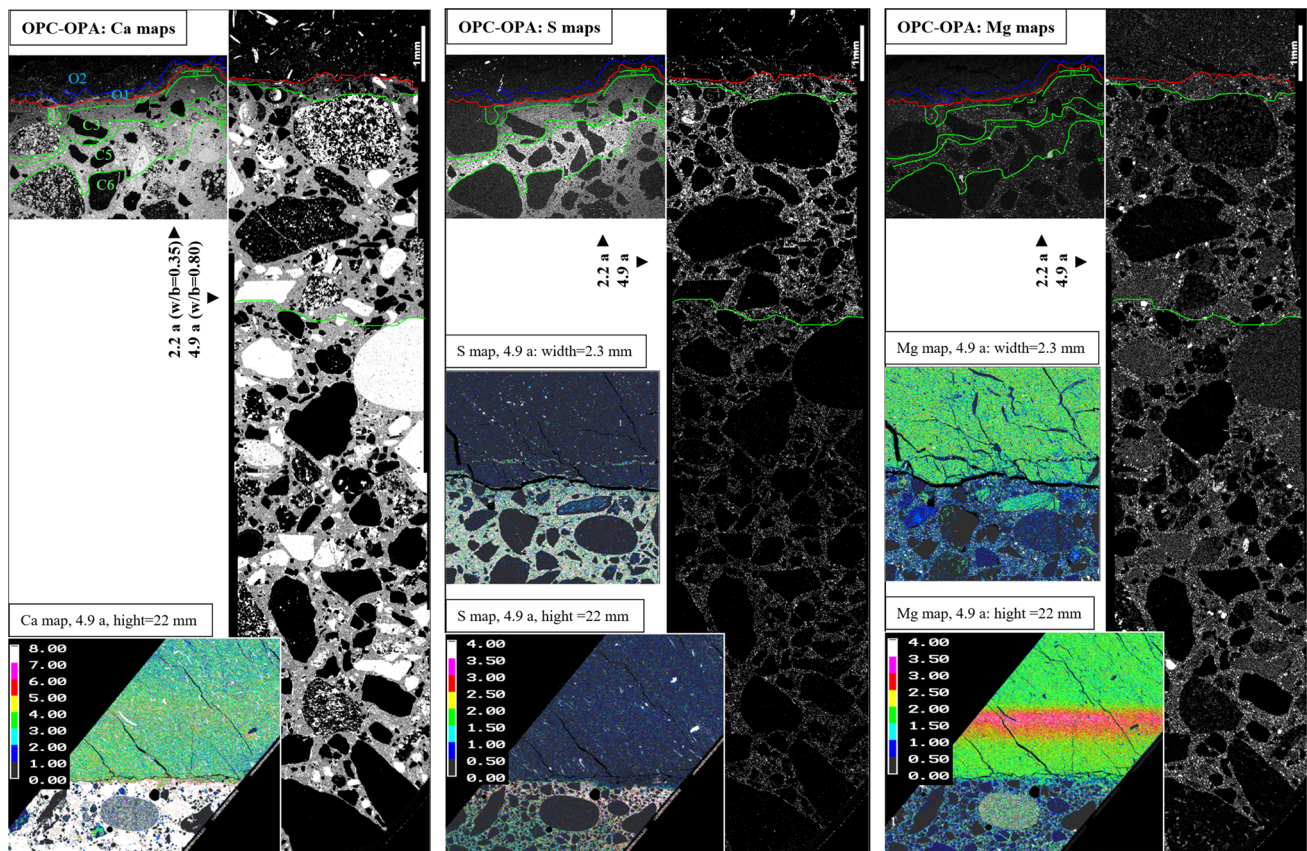 OPC-OPA: Ca maps
1mm
O2
O1
C3
C5
C6
2.2 a (w/b=0.35)
4.9 a (w/b=0.80)
Ca map, 4.9 a, hight=22 mm
8.00
7.00
6.00
5.00
4.00
3.00
2.00
1.00
0.00
OPC-OPA: S maps
1mm
2.2 a
4.9 a
S map, 4.9 a: width=2.3 mm
S map, 4.9 a, hight=22 mm
4.00
3.50
3.00
2.50
2.00
1.50
1.00
0.50
0.00
OPC-OPA: Mg maps
1mm
2.2 a
4.9 a
Mg map, 4.9 a: width=2.3 mm
Mg map, 4.9 a: hight=22 mm
4.00
3.50
3.00
2.50
2.00
1.50
1.00
0.50
0.00